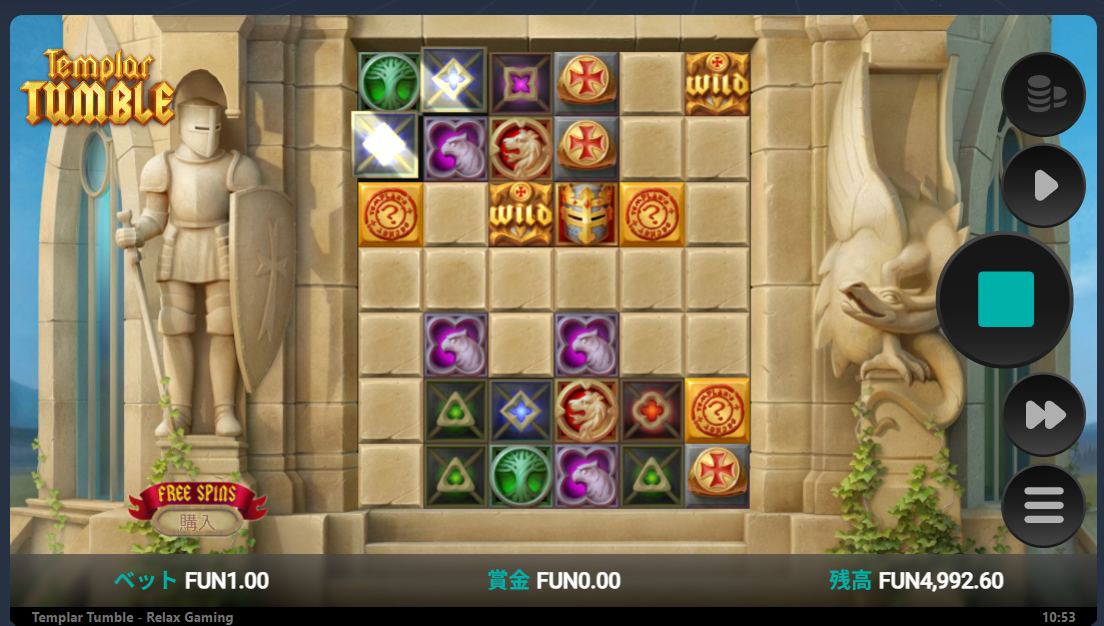 Templar
TUMBLE
WILD
WILD
FREE SPINS
購入
ベット FUN1.00
賞金 FUN0.00
残高 FUN4,992.60
Templar Tumble - Relax Gaming
10:53